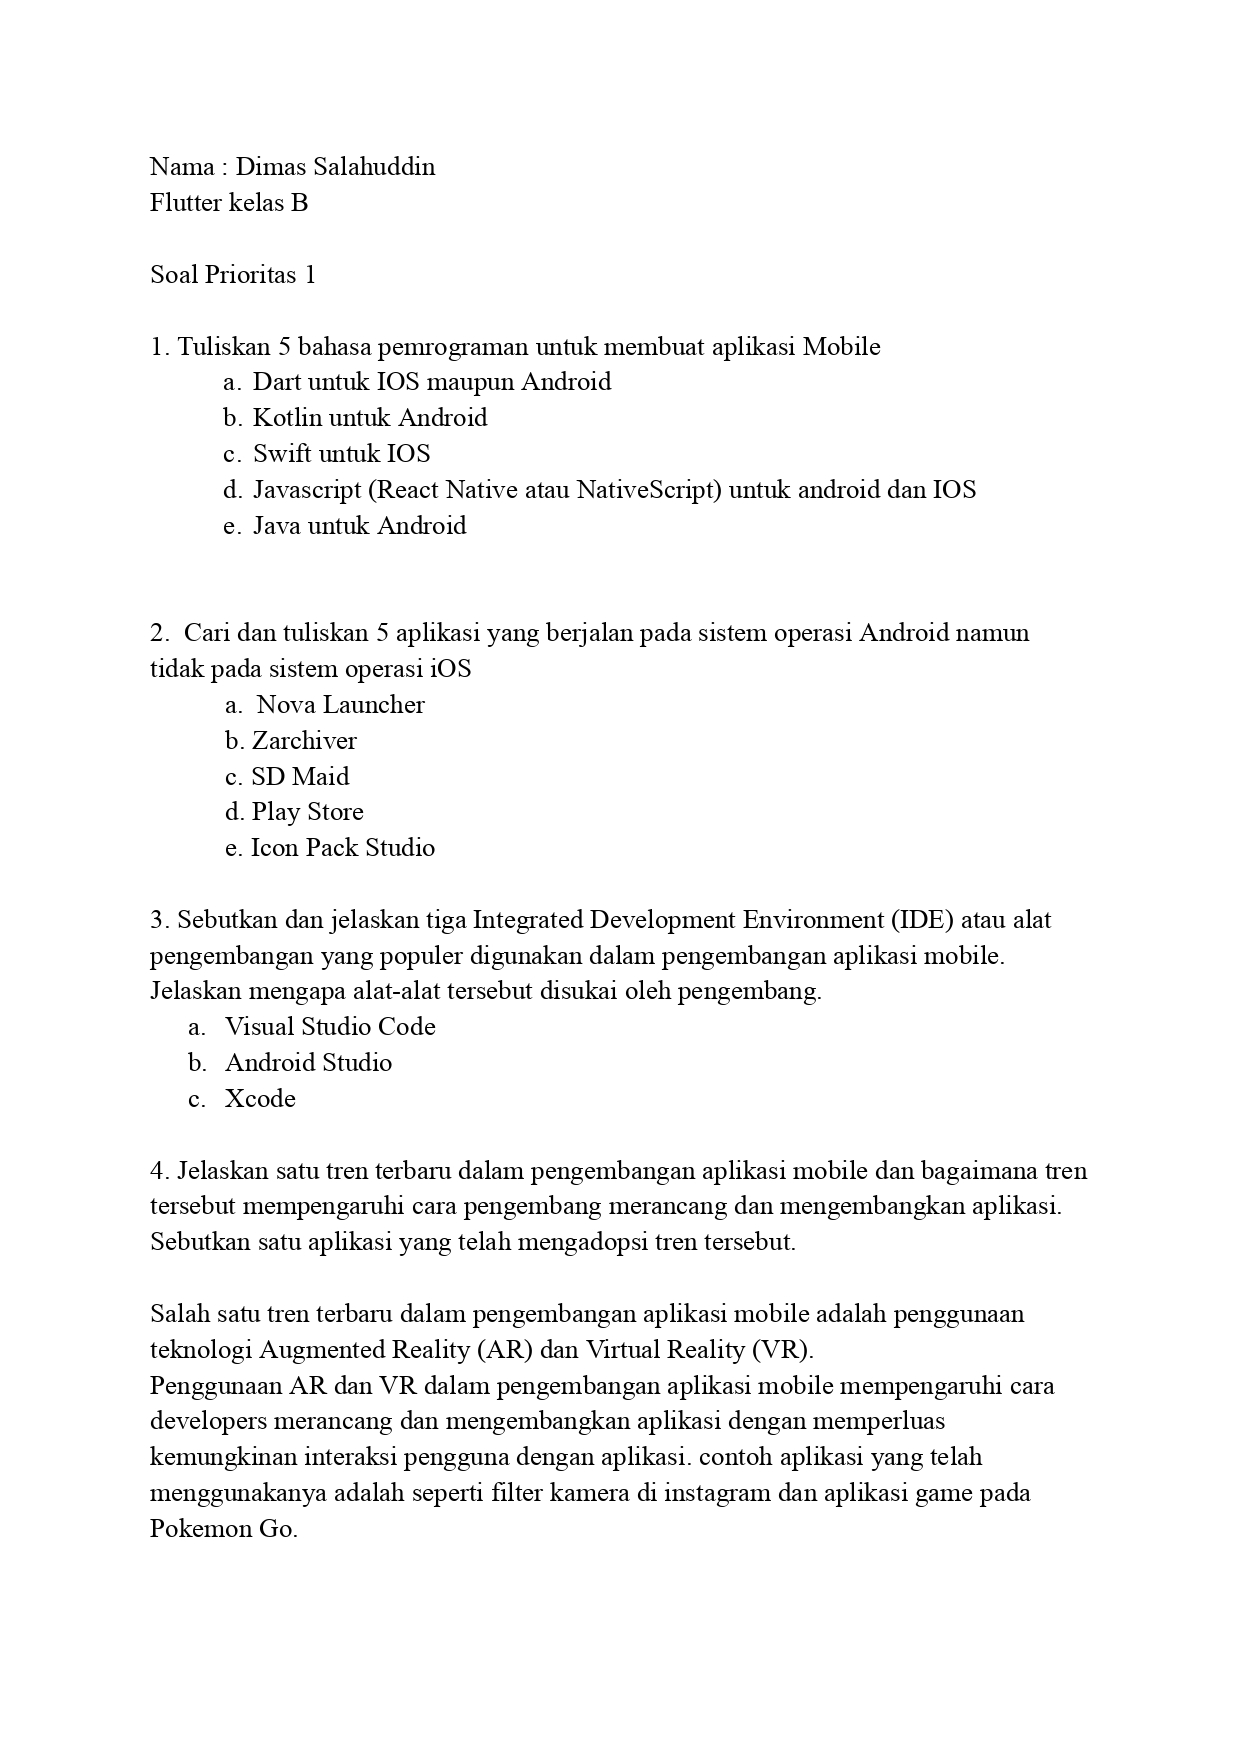 Nama : Dimas Salahuddin
Flutter kelas B
Soal Prioritas 1
1. Tuliskan 5 bahasa pemrograman untuk membuat aplikasi Mobile
a. Dart untuk IOS maupun Android
b. Kotlin untuk Android
c. Swift untuk IOS
d. Javascript (React Native atau NativeScript) untuk android dan IOS
e. Java untuk Android
2. Cari dan tuliskan 5 aplikasi yang berjalan pada sistem operasi Android namun
tidak pada sistem operasi iOS
a. Nova Launcher
b. Zarchiver
c. SD Maid
d. Play Store
e. Icon Pack Studio
3. Sebutkan dan jelaskan tiga Integrated Development Environment (IDE) atau alat
pengembangan yang populer digunakan dalam pengembangan aplikasi mobile.
Jelaskan mengapa alat-alat tersebut disukai oleh pengembang.
a. Visual Studio Code
b. Android Studio
c. Xcode
4. Jelaskan satu tren terbaru dalam pengembangan aplikasi mobile dan bagaimana tren
tersebut mempengaruhi cara pengembang merancang dan mengembangkan aplikasi.
Sebutkan satu aplikasi yang telah mengadopsi tren tersebut.
Salah satu tren terbaru dalam pengembangan aplikasi mobile adalah penggunaan
teknologi Augmented Reality (AR) dan Virtual Reality (VR).
Penggunaan AR dan VR dalam pengembangan aplikasi mobile mempengaruhi cara
developers merancang dan mengembangkan aplikasi dengan memperluas
kemungkinan interaksi pengguna dengan aplikasi. contoh aplikasi yang telah
menggunakanya adalah seperti filter kamera di instagram dan aplikasi game pada
Pokemon Go.